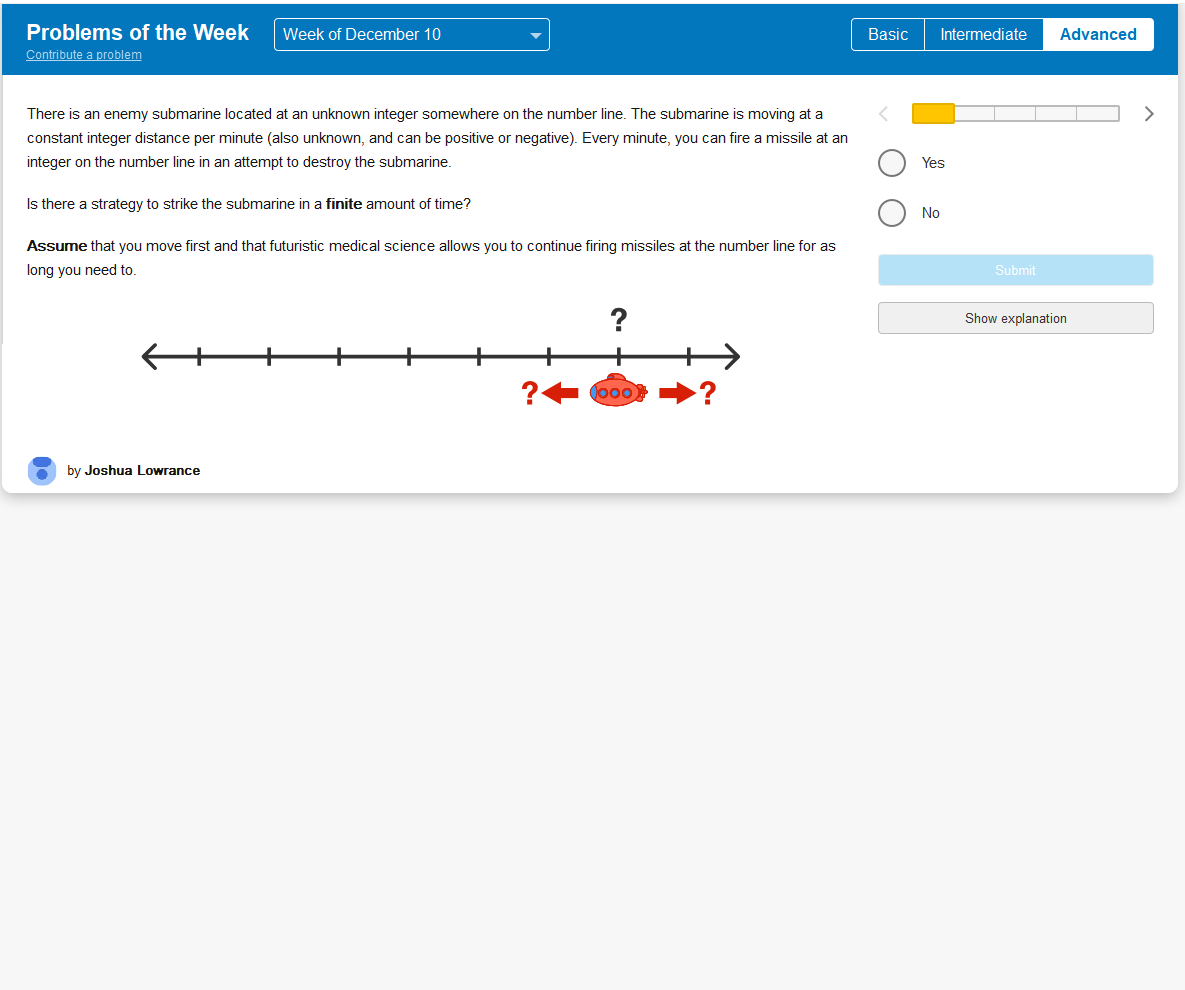 Problems of the Week
Contribute a problem
Week of December 10
Basic
Intermediate
Advanced
There is an enemy submarine located at an unknown integer somewhere on the number line. The submarine is moving at a
constant integer distance per minute (also unknown, and can be positive or negative). Every minute, you can fire a missile at an
integer on the number line in an attempt to destroy the submarine.
Is there a strategy to strike the submarine in a finite amount of time?
Assume that you move first and that futuristic medical science allows you to continue firing missiles at the number line for as
long you need to.
?
? ?
by Joshua Lowrance
Yes
No
Submit
Show explanation